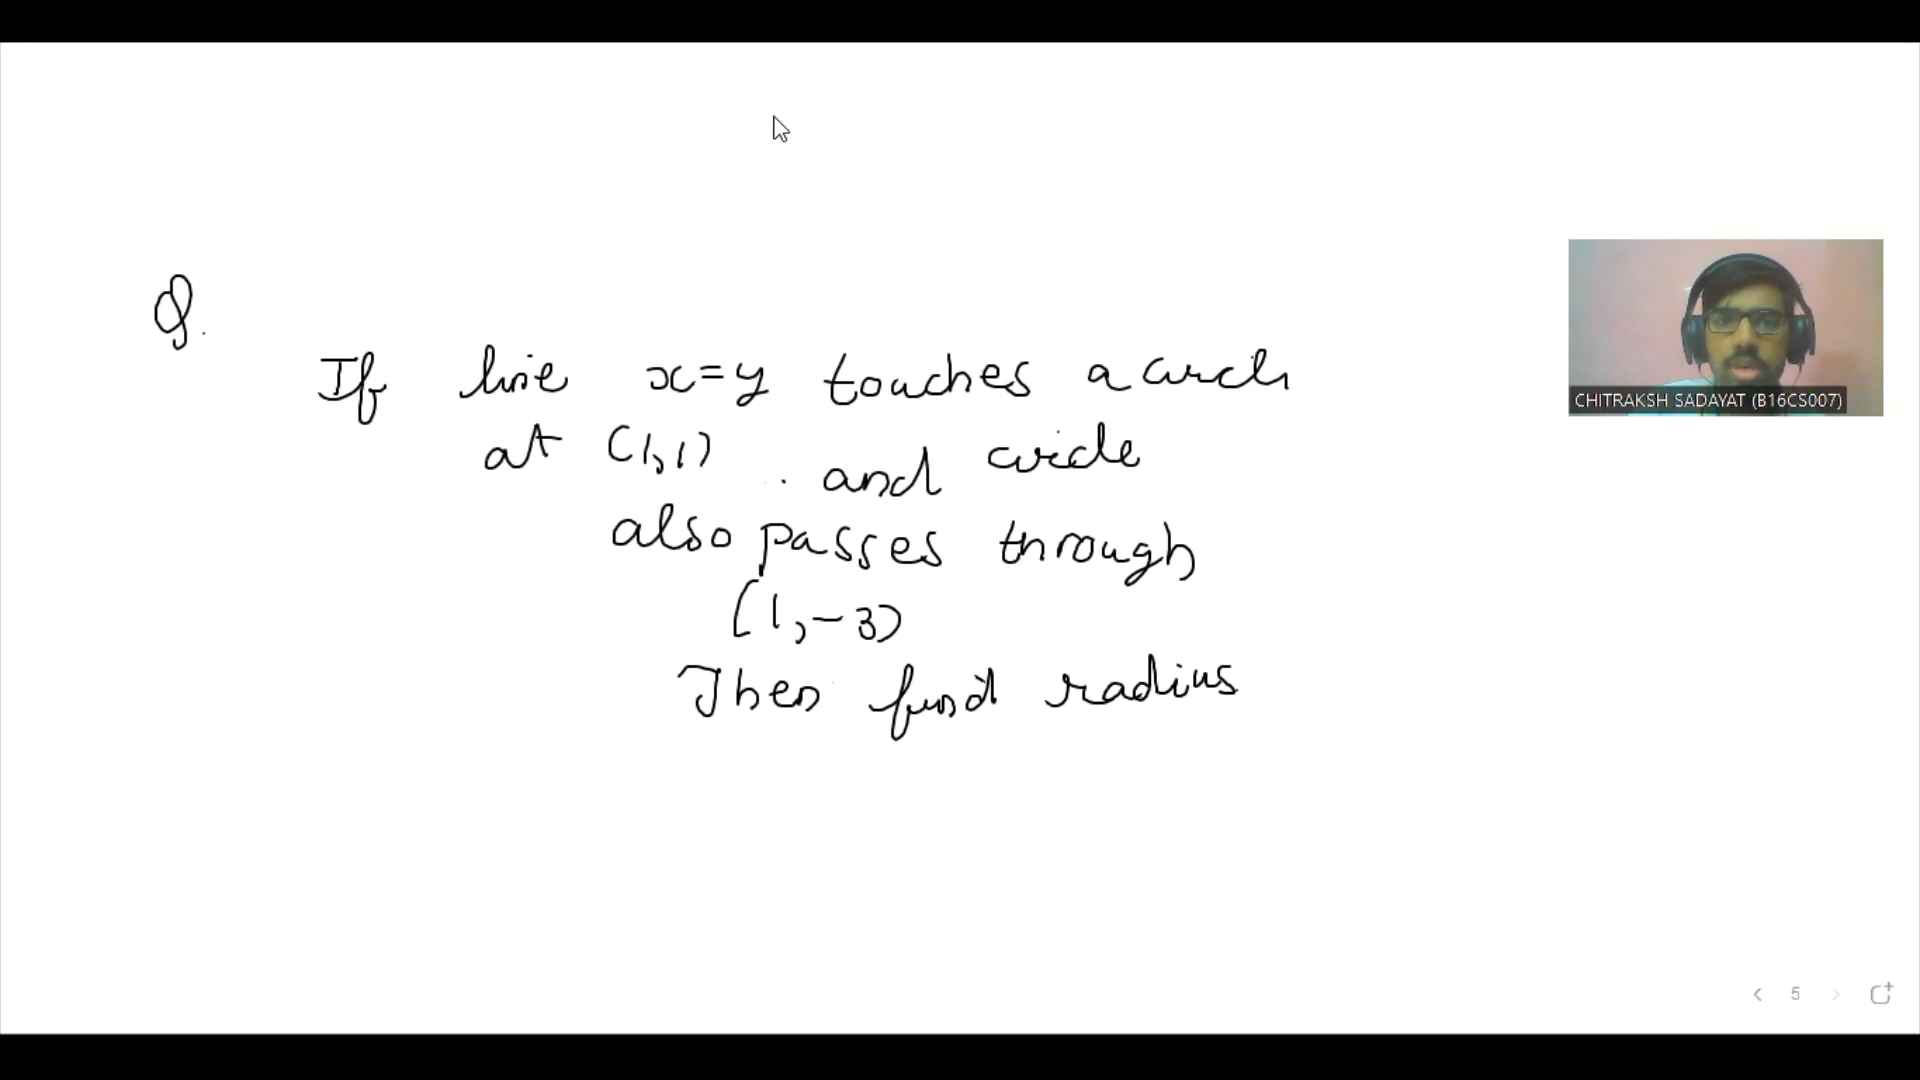 Q.
If line x=y touches a circle
at (1,1) . and circle
also passes through
(1,-3)
Then find radius
CHITRAKSH SADAYAT (B16CS007)
< 5 >